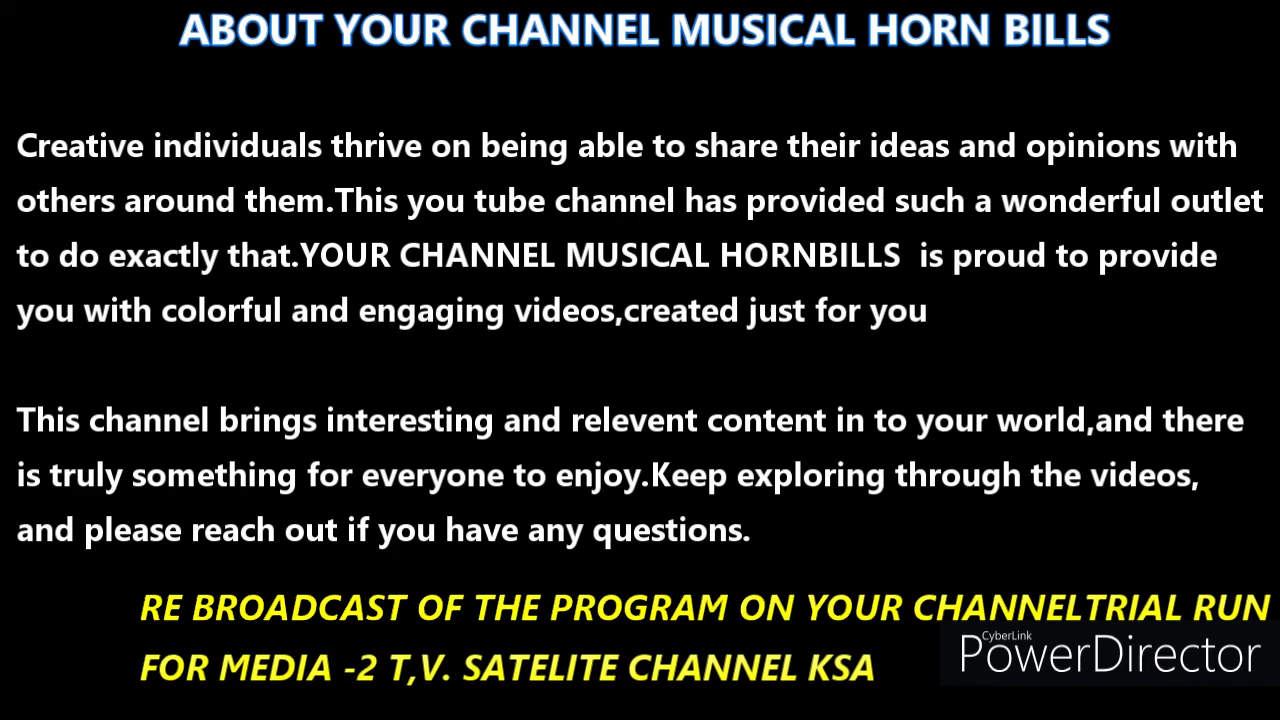 ABOUT YOUR CHANNEL MUSICAL HORN BILLS
Creative individuals thrive on being able to share their ideas and opinions with
others around them.This you tube channel has provided such a wonderful outlet
to do exactly that.YOUR CHANNEL MUSICAL HORNBILLS  is proud to provide
you with colorful and engaging videos,created just for you
This channel brings interesting and relevent content in to your world,and there
is truly something for everyone to enjoy.Keep exploring through the videos,
and please reach out if you have any questions.
RE BROADCAST OF THE PROGRAM ON YOUR CHANNELTRIAL RUN
FOR MEDIA -2 T,V. SATELITE CHANNEL KSA
CyberLink
PowerDirector